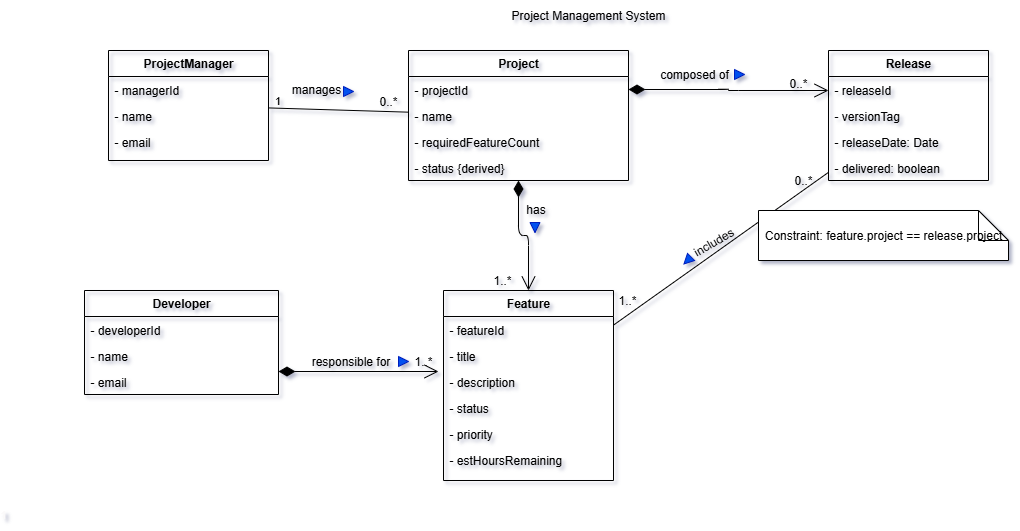 Project Management System
ProjectManager
- managerId
- name
- email
manages
1
0..*
Project
- projectId
- name
- requiredFeatureCount
- status {derived}
composed of
0..*
Release
- releaseId
- versionTag
- releaseDate: Date
- delivered: boolean
has
1..*
0..*
includes
1..*
Constraint: feature.project == release.project
Developer
- developerId
- name
- email
responsible for
1..*
Feature
- featureId
- title
- description
- status
- priority
- estHoursRemaining